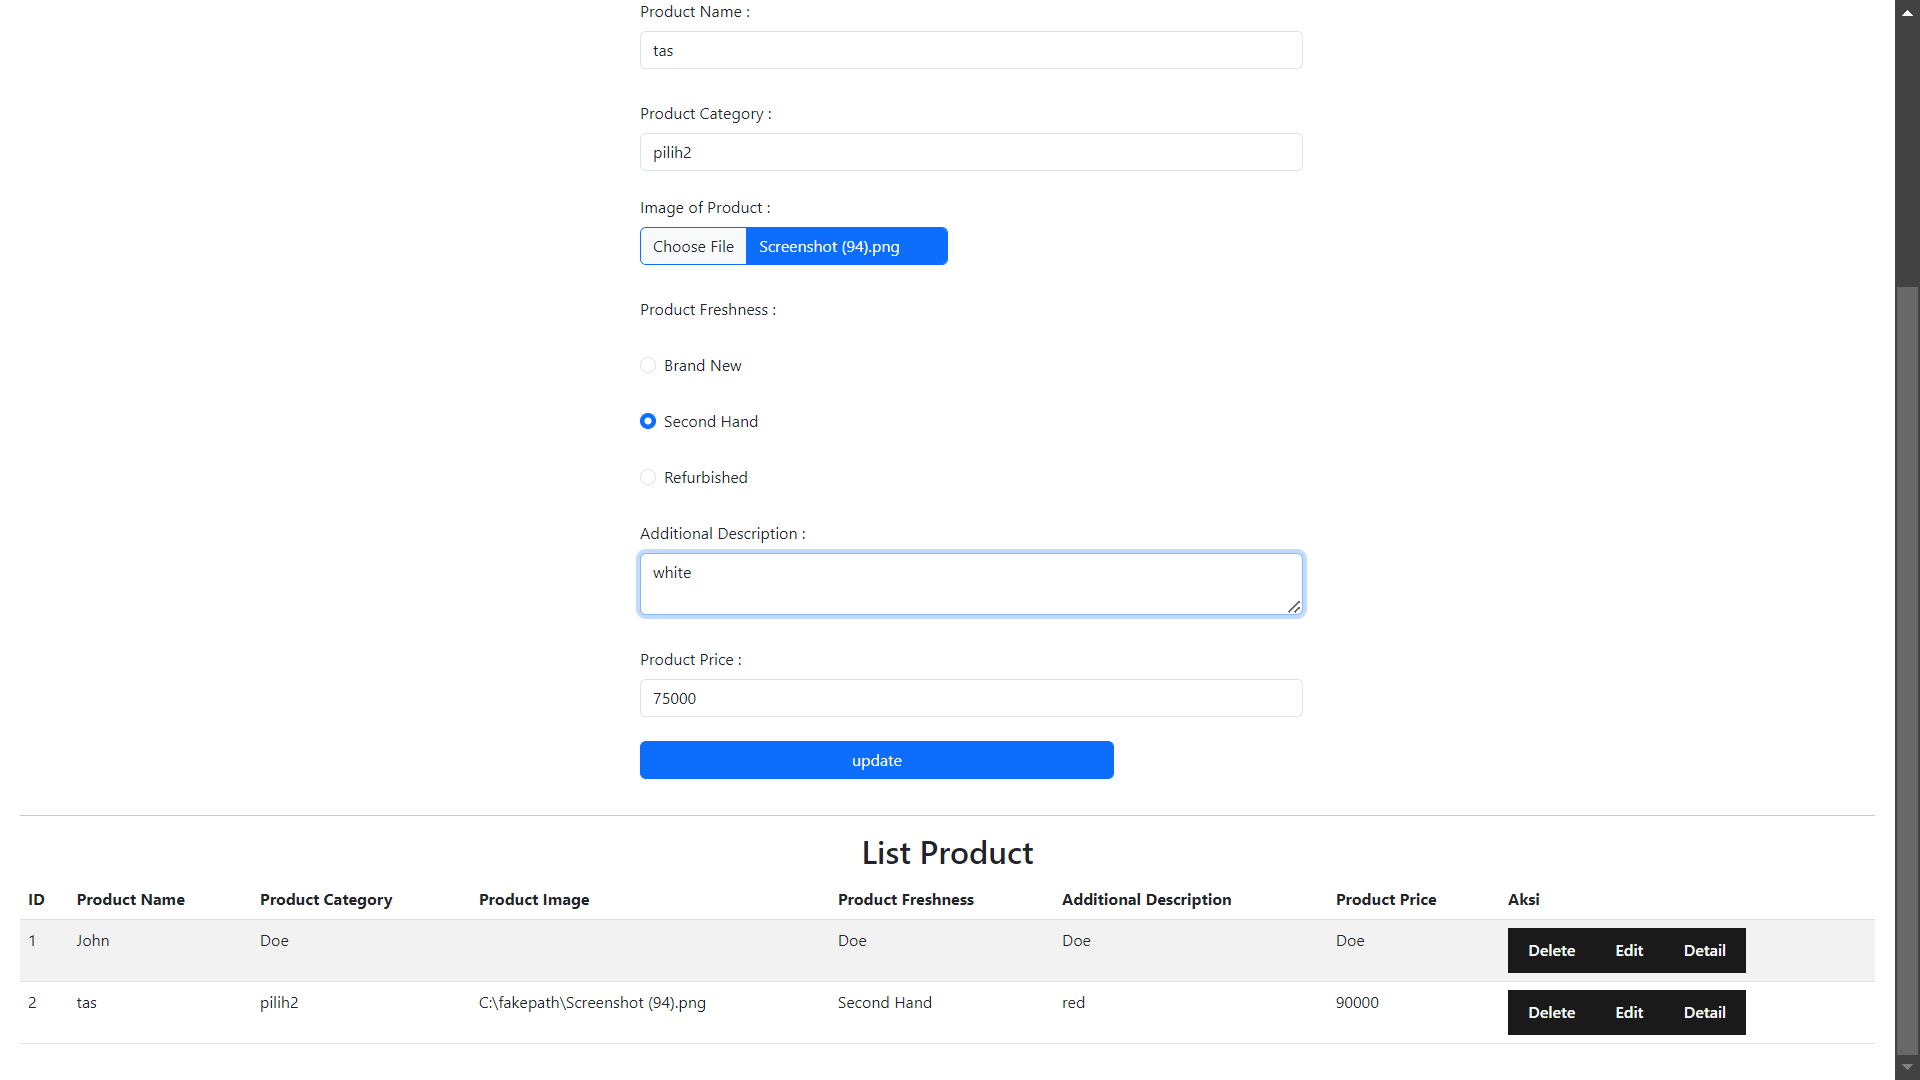 Product Name :
tas
Product Category :
pilih2
Image of Product :
Choose File Screenshot (94).png
Product Freshness :
Brand New
Second Hand
Refurbished
Additional Description :
white
Product Price :
75000
update
List Product
ID Product Name Product Category Product Image Product Freshness Additional Description Product Price Aksi
1 John Doe Doe Doe Doe Delete Edit Detail
2 tas pilih2 C:\fakepath\Screenshot (94).png Second Hand red 90000 Delete Edit Detail